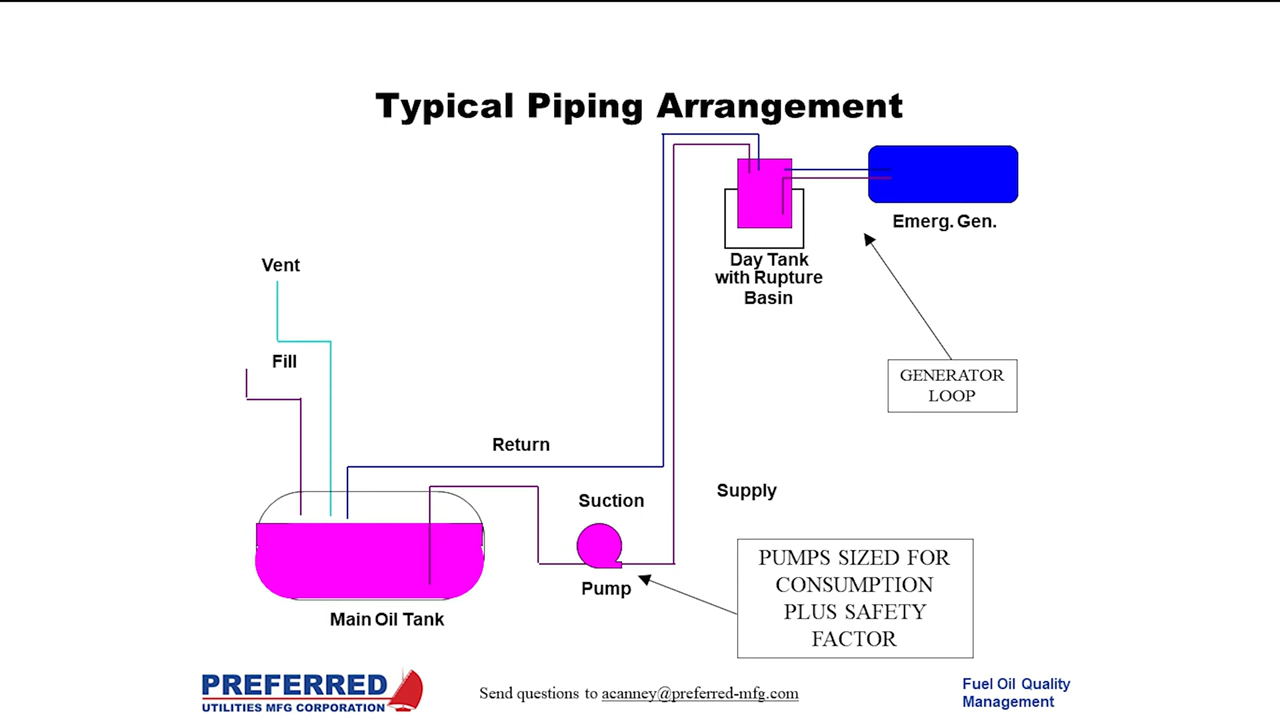 Typical Piping Arrangement
Emerg. Gen.
Day Tank
with Rupture
Basin
Vent
Fill
GENERATOR
LOOP
Return
Suction
Supply
Pump
PUMPS SIZED FOR
CONSUMPTION
PLUS SAFETY
FACTOR
Main Oil Tank
PREFERRED
UTILITIES MFG CORPORATION
Send questions to acanney@preferred-mfg.com
Fuel Oil Quality
Management